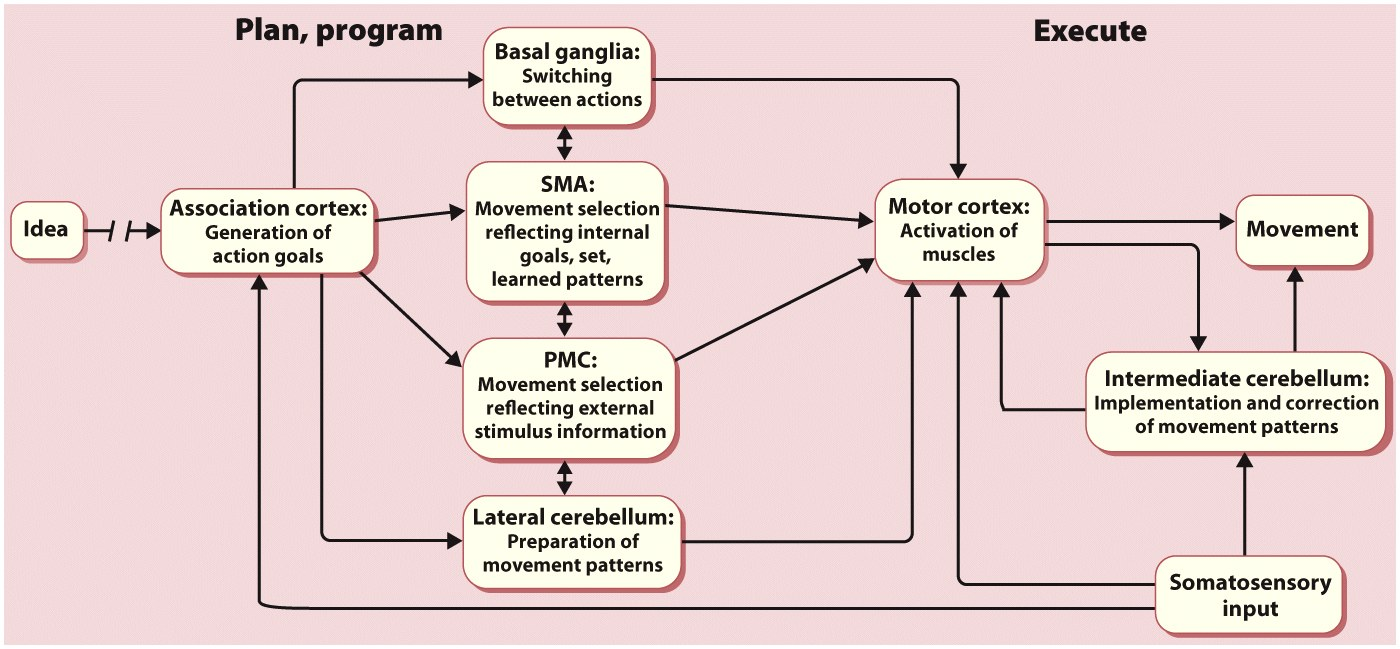 Plan, program
Execute
Basal ganglia:
Switching
between actions
SMA:
Movement selection
reflecting internal
goals, set,
learned patterns
Idea
Association cortex:
Generation of
action goals
Motor cortex:
Activation of
muscles
Movement
PMC:
Movement selection
reflecting external
stimulus information
Intermediate cerebellum:
Implementation and correction
of movement patterns
Lateral cerebellum:
Preparation of
movement patterns
Somatosensory
input